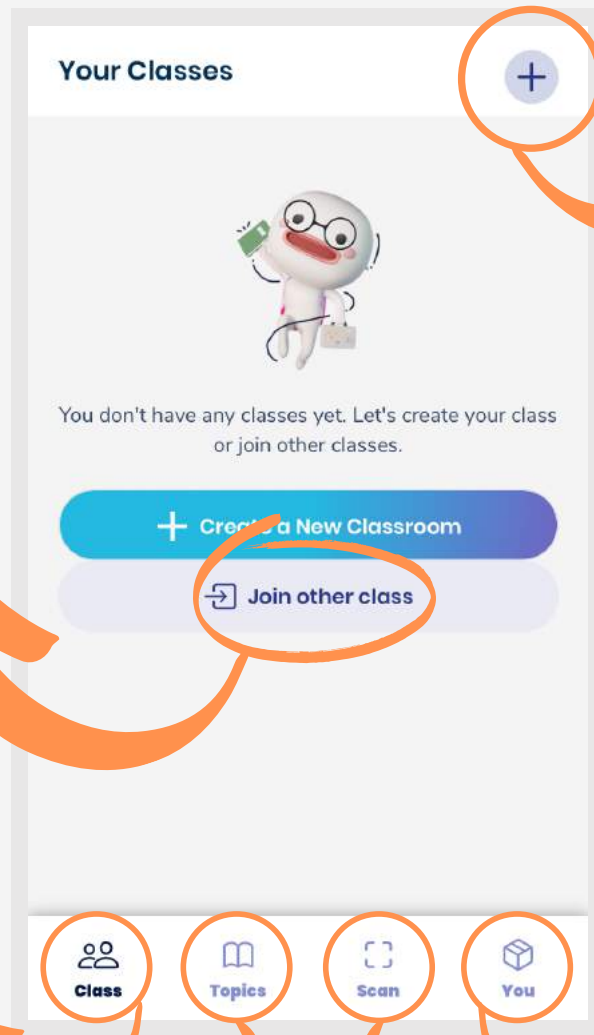 Your Classes
You don't have any classes yet. Let's create your class
or join other classes.
Create a New Classroom
Join other class
Class
Topics
Scan
You